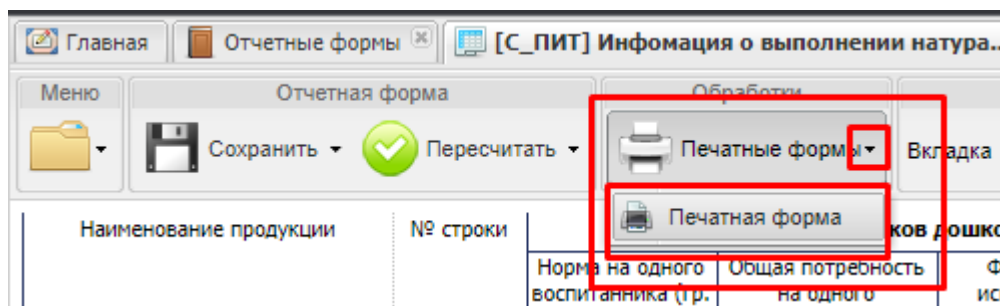 Главная
Отчетные формы
[С_ПИТ] Инфомация о выполнении натура..
Меню
Отчетная форма
Обработки
Сохранить
Пересчитать
Печатные формы
Вкладка
Печатная форма
Наименование продукции
№ строки
ков дошко
Норма на одного
Общая потребность
воспитанника (гр.
на одного